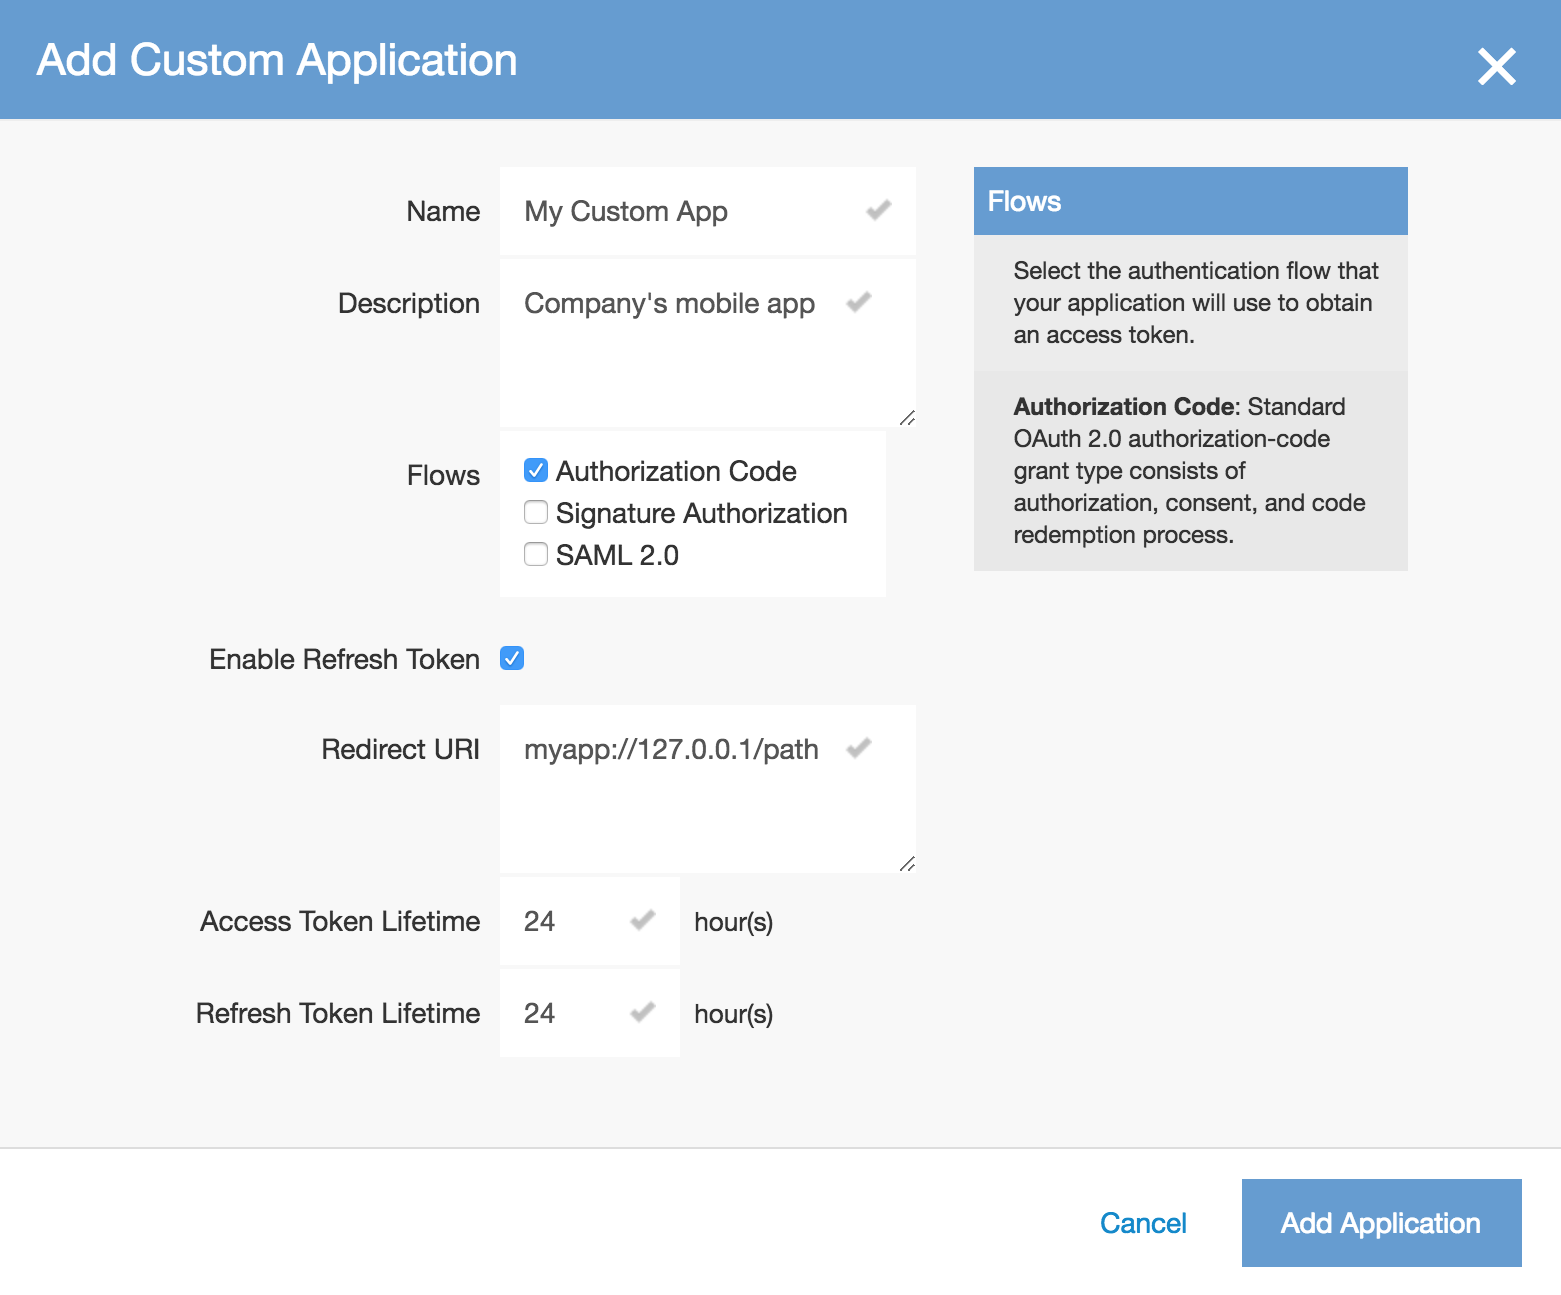 Add Custom Application
Name
My Custom App
Description
Company's mobile app
Flows
Authorization Code
Signature Authorization
SAML 2.0
Enable Refresh Token
Redirect URI
myapp://127.0.0.1/path
Access Token Lifetime
24
hour(s)
Refresh Token Lifetime
24
hour(s)
Flows
Select the authentication flow that
your application will use to obtain
an access token.
Authorization Code: Standard
OAuth 2.0 authorization-code
grant type consists of
authorization, consent, and code
redemption process.
Cancel
Add Application